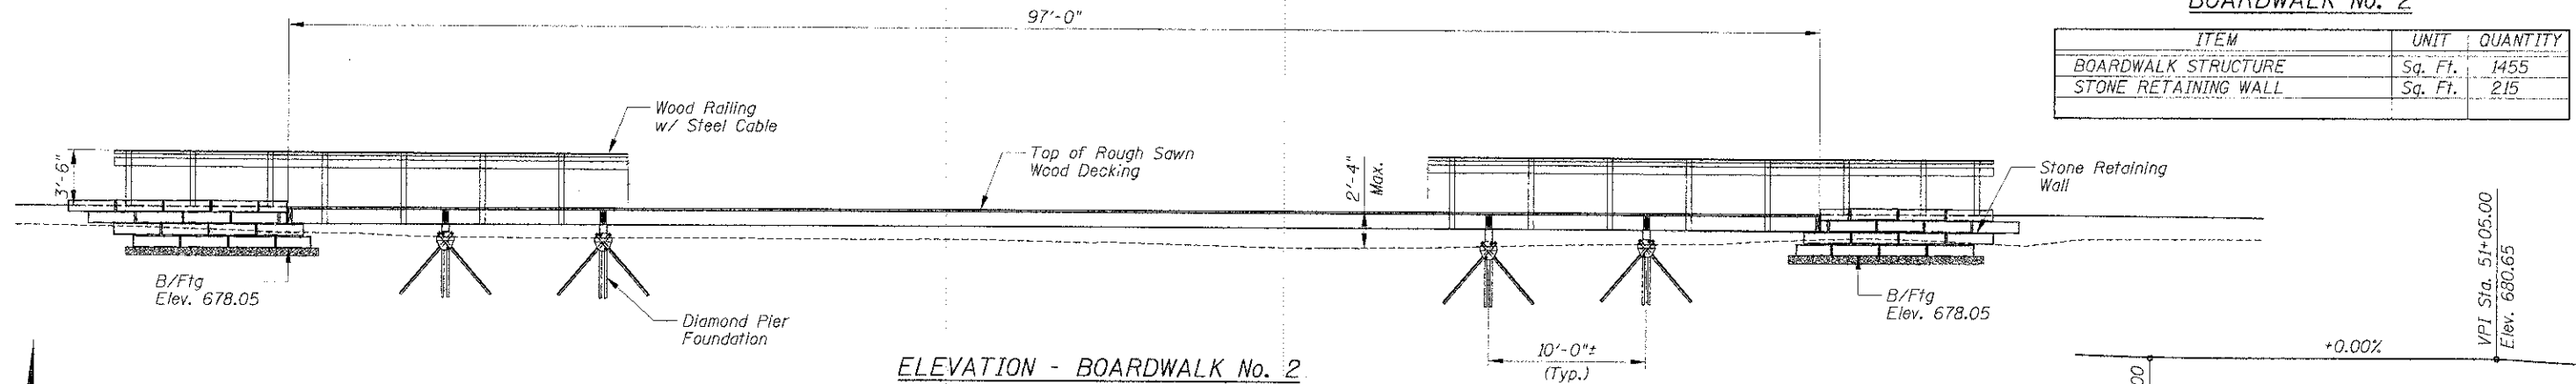 BOARDWALK No. 2
97'-0"
ITEM UNIT QUANTITY
BOARDWALK STRUCTURE Sq. Ft. 1455
STONE RETAINING WALL Sq. Ft. 215
Wood Railing
w/ Steel Cable
3'-6"
Top of Rough Sawn
Wood Decking
2'-4"
Max.
Stone Retaining
Wall
B/Ftg
Elev. 678.05
Diamond Pier
Foundation
B/Ftg
Elev. 678.05
VPI Sta. 51+05.00
Elev. 680.65
10'-0"±
(Typ.)
+0.00%
00
ELEVATION - BOARDWALK No. 2